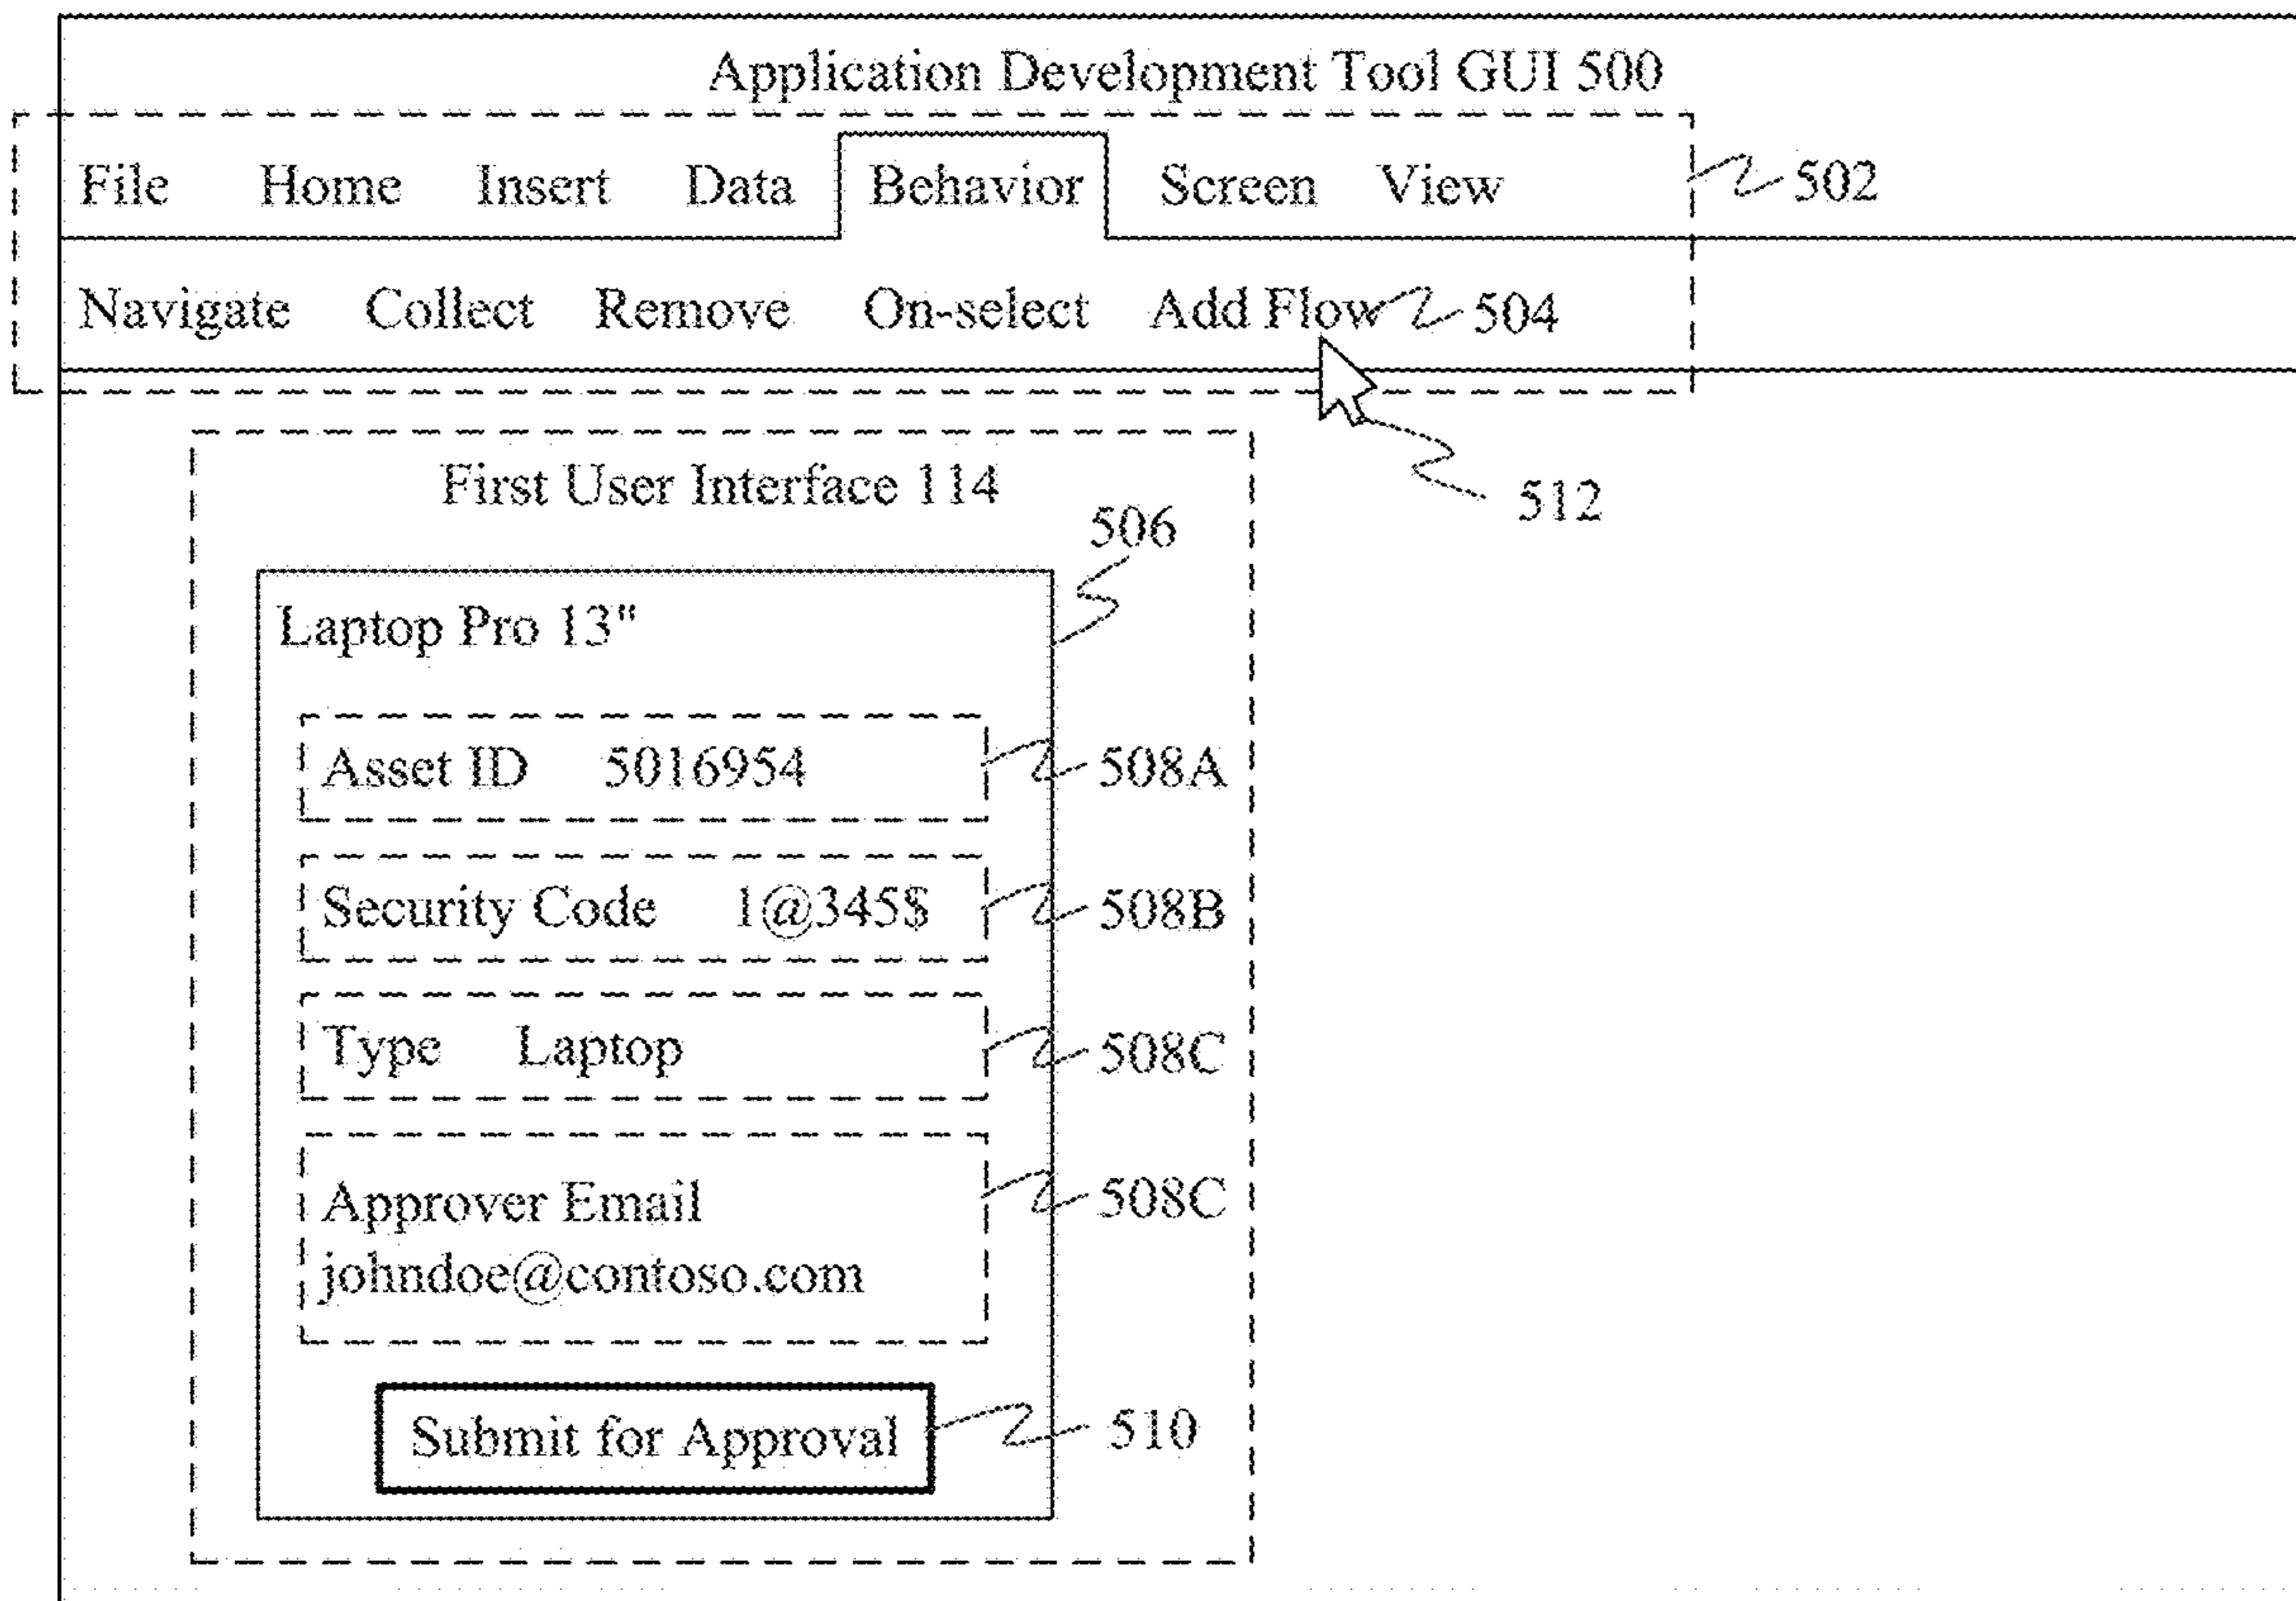 Application Development Tool GUI 500
File Home Insert Data Behavior Screen View 502
Navigate Collect Remove On-select Add Flow 504
First User Interface 114
512
506
Laptop Pro 13"
Asset ID 5016954 508A
Security Code 1@345$ 508B
Type Laptop 508C
Approver Email 508C
johndoe@contoso.com
Submit for Approval 510